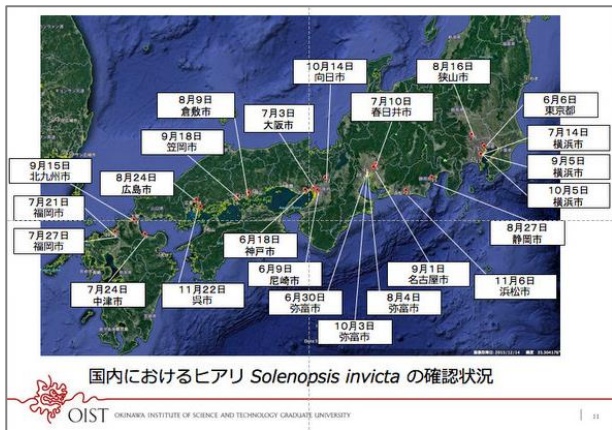 10月14日
向日市
8月16日
狭山市
8月9日
倉敷市
7月3日
大阪市
7月10日
春日井市
6月6日
東京都
9月18日
笠岡市
7月14日
横浜市
9月15日
北九州市
8月24日
広島市
9月5日
横浜市
7月21日
福岡市
10月5日
横浜市
7月27日
福岡市
6月18日
神戸市
8月27日
静岡市
7月24日
中津市
11月22日
呉市
6月9日
尼崎市
9月1日
名古屋市
11月6日
浜松市
6月30日
弥富市
8月4日
弥富市
10月3日
弥富市
国内におけるヒアリ Solenopsis invicta の確認状況
OIST OKINAWA INSTITUTE OF SCIENCE AND TECHNOLOGY GRADUATE UNIVERSITY